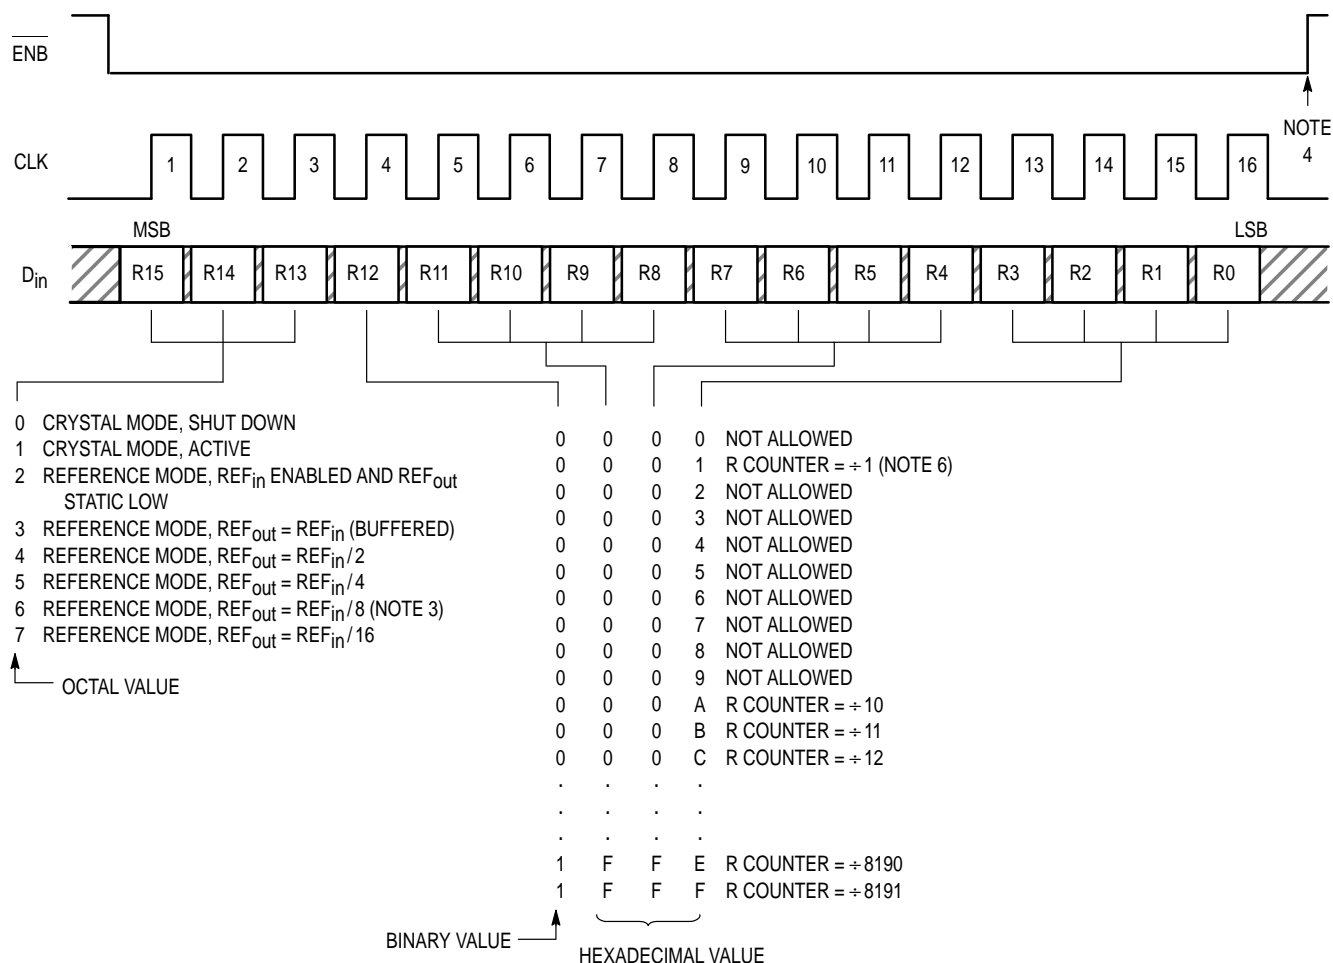 ENB
NOTE
4
CLK
1 2 3 4 5 6 7 8 9 10 11 12 13 14 15 16
MSB LSB
Din
R15 R14 R13 R12 R11 R10 R9 R8 R7 R6 R5 R4 R3 R2 R1 R0
0 CRYSTAL MODE, SHUT DOWN
1 CRYSTAL MODE, ACTIVE
2 REFERENCE MODE, REFin ENABLED AND REFout
STATIC LOW
3 REFERENCE MODE, REFout = REFin (BUFFERED)
4 REFERENCE MODE, REFout = REFin/2
5 REFERENCE MODE, REFout = REFin/4
6 REFERENCE MODE, REFout = REFin/8 (NOTE 3)
7 REFERENCE MODE, REFout = REFin/16
OCTAL VALUE
0 0 0 0 NOT ALLOWED
0 0 0 1 R COUNTER = ÷1 (NOTE 6)
0 0 0 2 NOT ALLOWED
0 0 0 3 NOT ALLOWED
0 0 0 4 NOT ALLOWED
0 0 0 5 NOT ALLOWED
0 0 0 6 NOT ALLOWED
0 0 0 7 NOT ALLOWED
0 0 0 8 NOT ALLOWED
0 0 0 9 NOT ALLOWED
0 0 0 A R COUNTER = ÷10
0 0 0 B R COUNTER = ÷11
0 0 0 C R COUNTER = ÷12
. . . .
. . . .
. . . .
1 F F E R COUNTER = ÷8190
1 F F F R COUNTER = ÷8191
BINARY VALUE
HEXADECIMAL VALUE